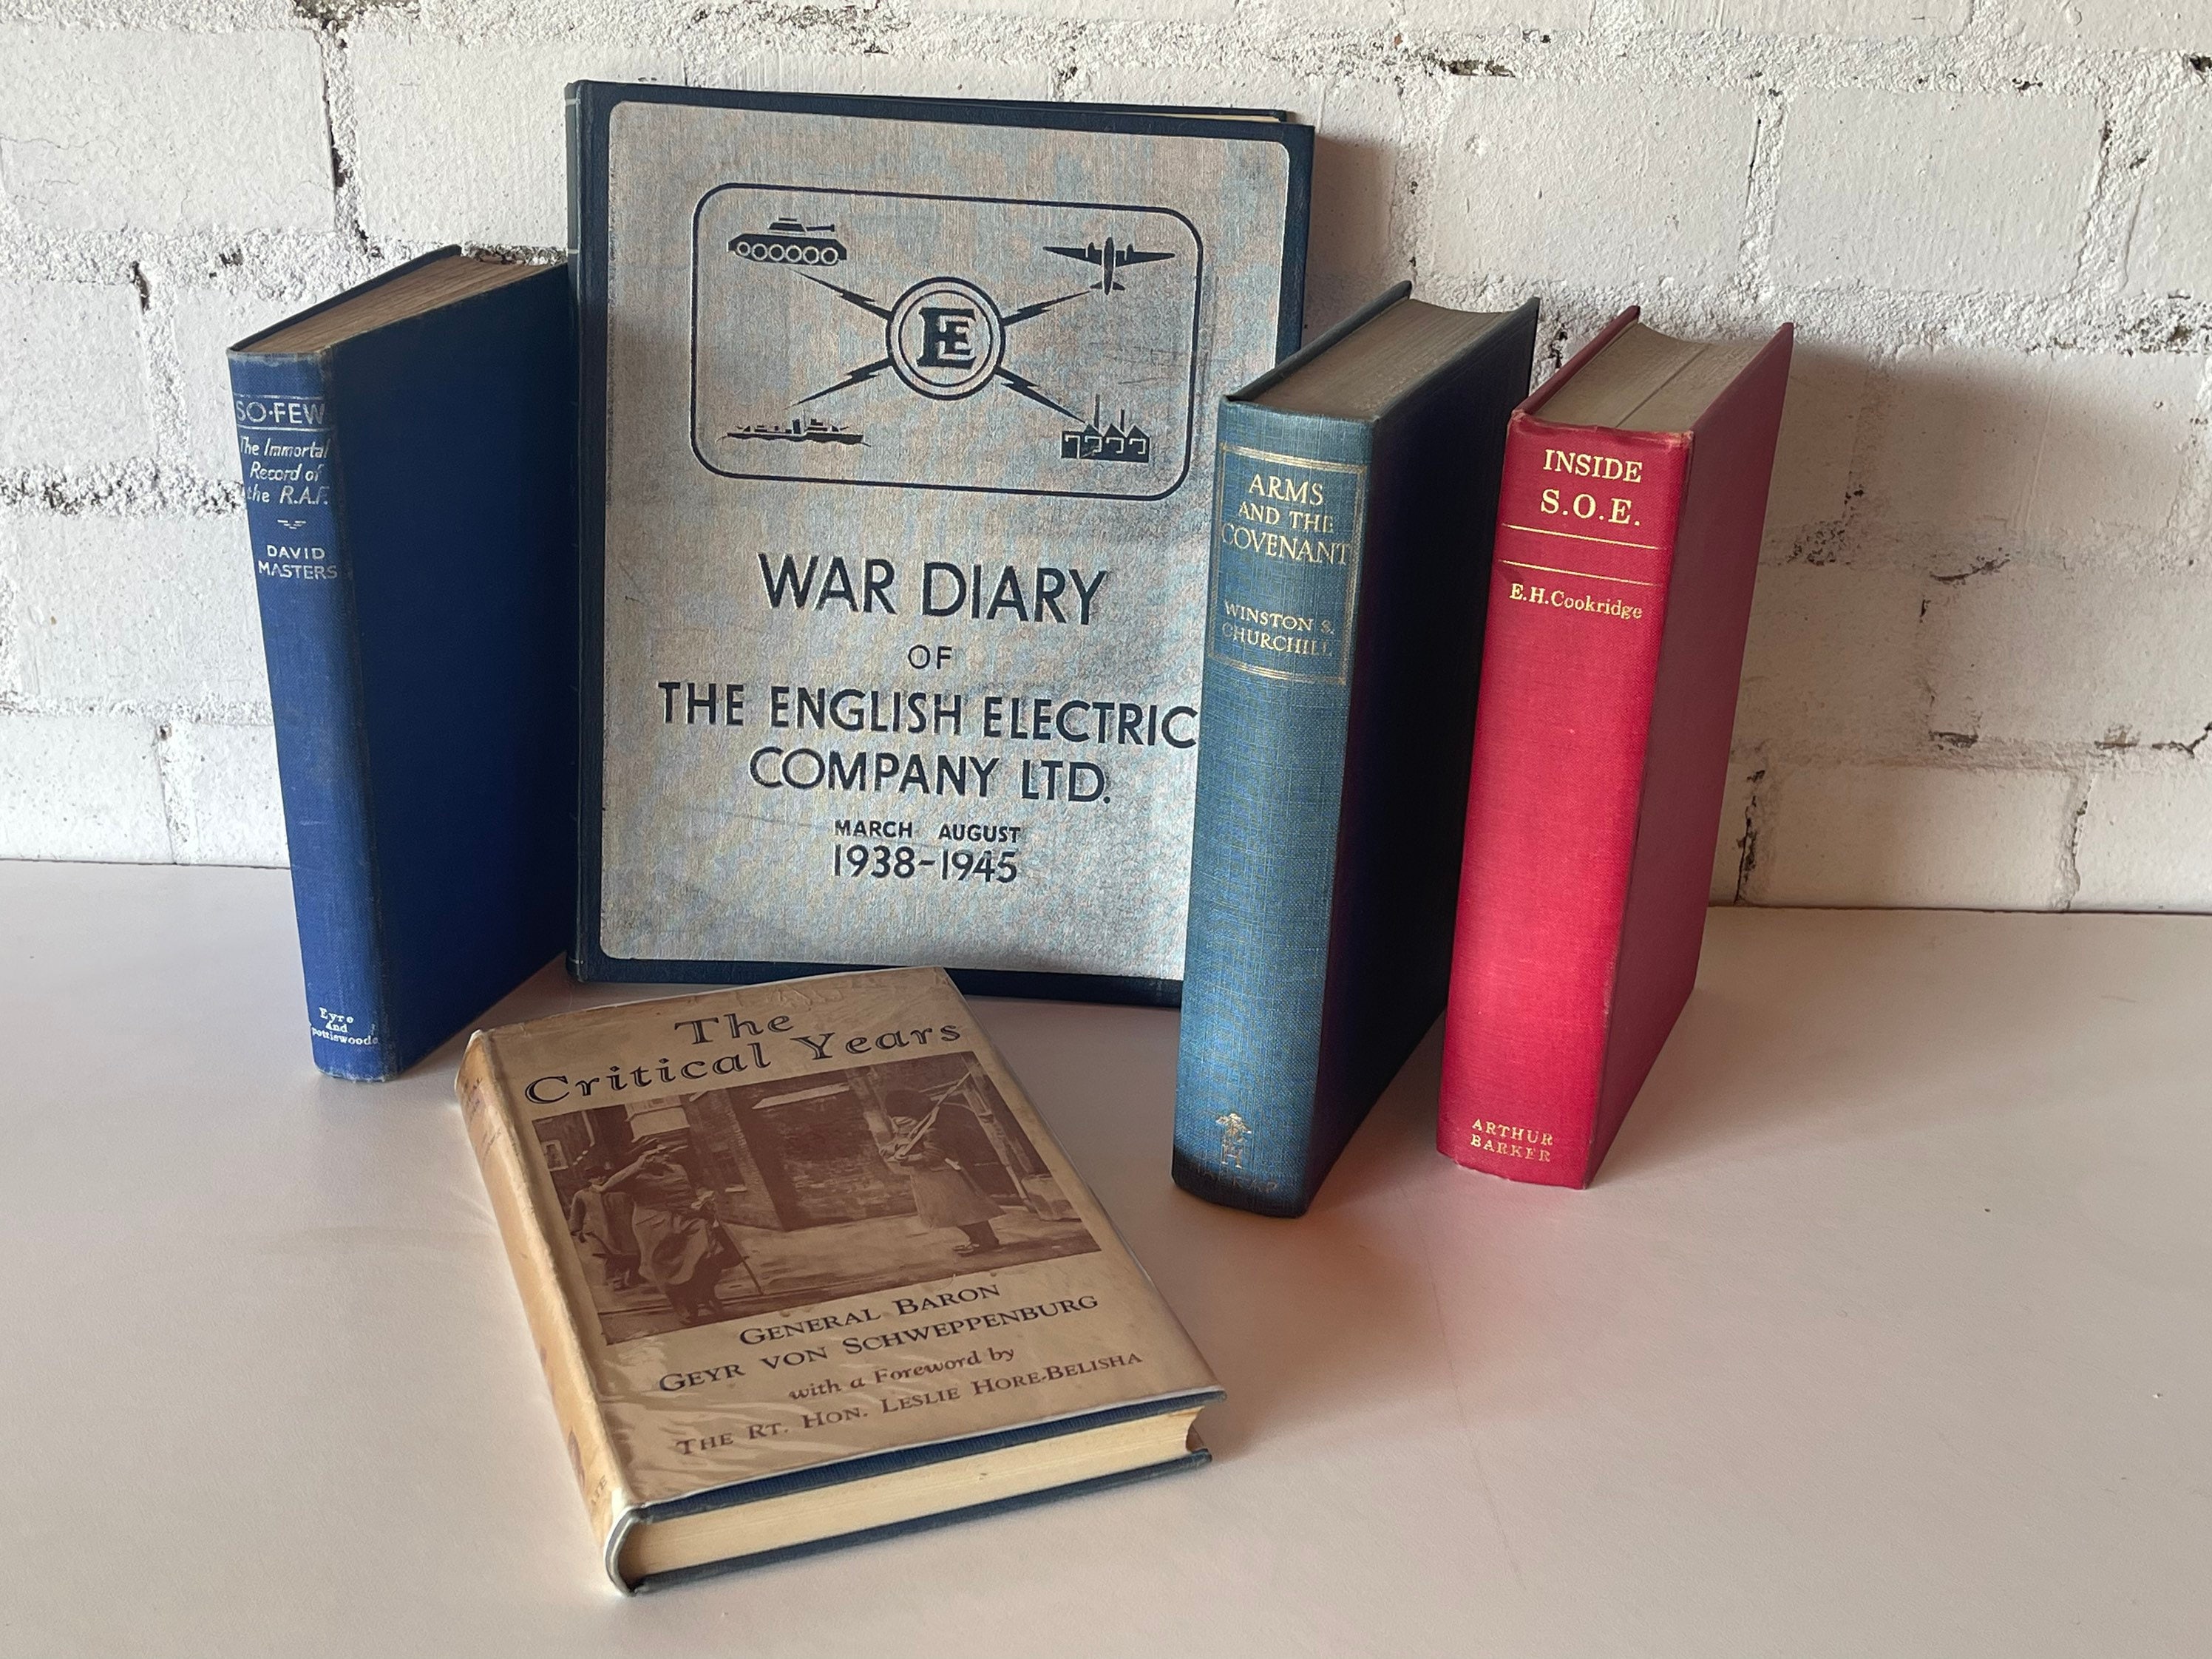 SO·FEW
The Immortal
Record of
the R.A.F.
DAVID
MASTERS
Eyre
and
pottiswoode
EE
WAR DIARY
OF
THE ENGLISH ELECTRIC
COMPANY LTD.
MARCH AUGUST
1938-1945
ARMS
AND THE
COVENANT
WINSTON S.
CHURCHILL
INSIDE
S.O.E.
E.H.Cookridge
ARTHUR
BARKER
The
Critical Years
GENERAL BARON
GEYR VON SCHWEPPENBURG
with a Foreword by
THE RT. HON. LESLIE HORE-BELISHA